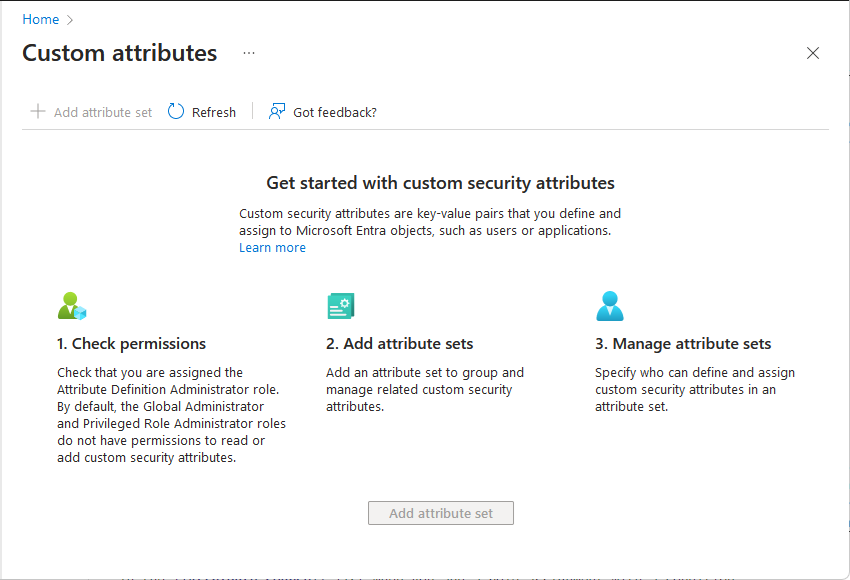 Home
Custom attributes
Add attribute set Refresh Got feedback?
Get started with custom security attributes
Custom security attributes are key-value pairs that you define and
assign to Microsoft Entra objects, such as users or applications.
Learn more
1. Check permissions
Check that you are assigned the
Attribute Definition Administrator role.
By default, the Global Administrator
and Privileged Role Administrator roles
do not have permissions to read or
add custom security attributes.
2. Add attribute sets
Add an attribute set to group and
manage related custom security
attributes.
3. Manage attribute sets
Specify who can define and assign
custom security attributes in an
attribute set.
Add attribute set